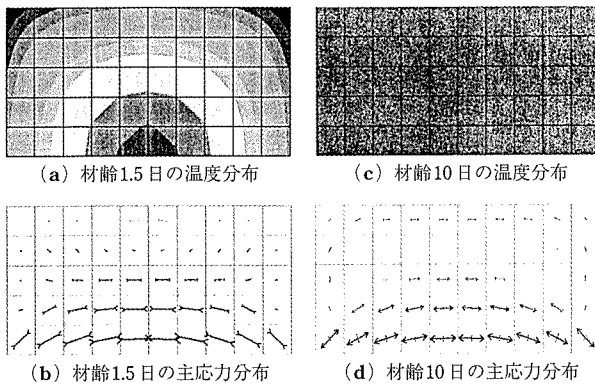 (a) 材齢1.5日の温度分布
(c) 材齢10日の温度分布
(b) 材齢1.5日の主応力分布
(d) 材齢10日の主応力分布